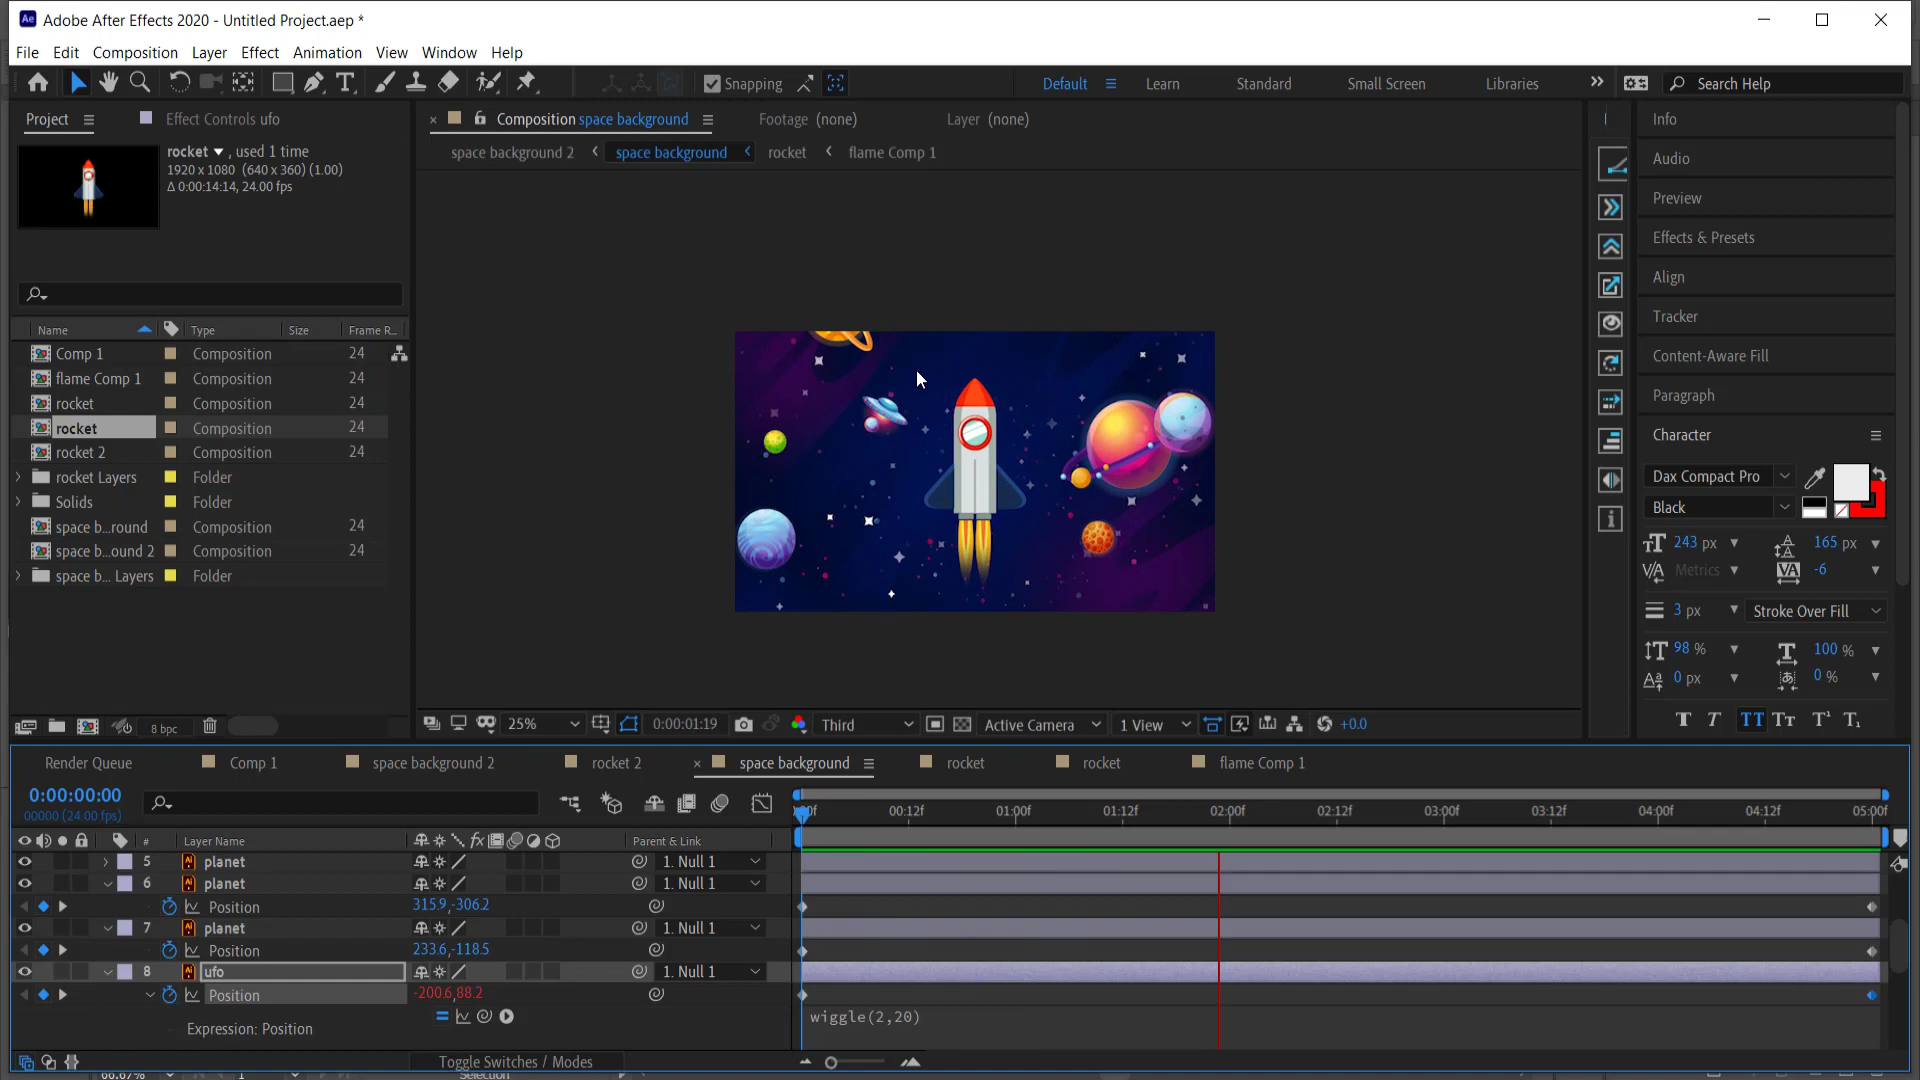 Adobe After Effects 2020 - Untitled Project.aep *
File Edit Composition Layer Effect Animation View Window Help
Snapping Default Learn Standard Small Screen Libraries Search Help
Project Effect Controls ufo
Composition space background Footage (none) Layer (none)
space background 2 space background rocket flame Comp 1
rocket , used 1 time
1920 x 1080 (640 x 360) (1.00)
Δ 0:00:14:14, 24.00 fps
Name Type Size Frame R...
Comp 1 Composition 24
flame Comp 1 Composition 24
rocket Composition 24
rocket Composition 24
rocket 2 Composition 24
rocket Layers Folder
Solids Folder
space b...round Composition 24
space b...ound 2 Composition 24
space b... Layers Folder
8 bpc
25% 0:00:01:19 Third Active Camera 1 View +0.0
Info
Audio
Preview
Effects & Presets
Align
Tracker
Content-Aware Fill
Paragraph
Character
Dax Compact Pro
Black
243 px 165 px
Metrics -6
3 px Stroke Over Fill
98 % 100 %
0 px 0 %
T T TT Tr T¹ T₁
Render Queue Comp 1 space background 2 rocket 2 space background rocket rocket flame Comp 1
0:00:00:00
00000 (24.00 fps)
00:12f 01:00f 01:12f 02:00f 02:12f 03:00f 03:12f 04:00f 04:12f 05:00f
# Layer Name fx Parent & Link
5 planet 1. Null 1
6 planet 1. Null 1
Position 315.9,-306.2
7 planet 1. Null 1
Position 233.6,-118.5
8 ufo 1. Null 1
Position -200.6,88.2
Expression: Position wiggle(2,20)
Toggle Switches / Modes